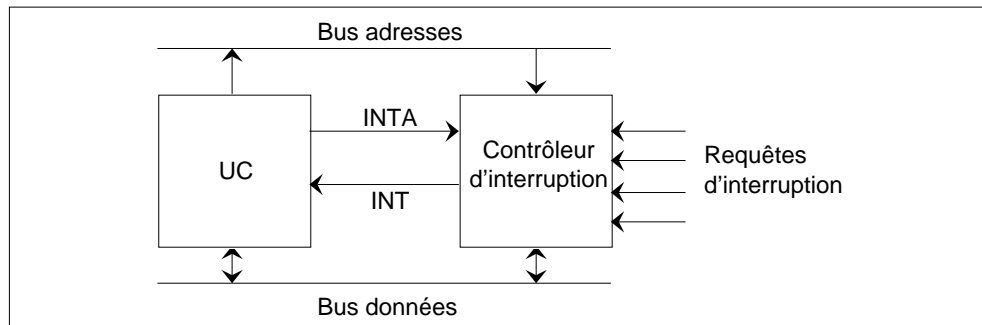 Bus adresses
INTA
UC
Contrôleur
d’interruption
Requêtes
d’interruption
INT
Bus données